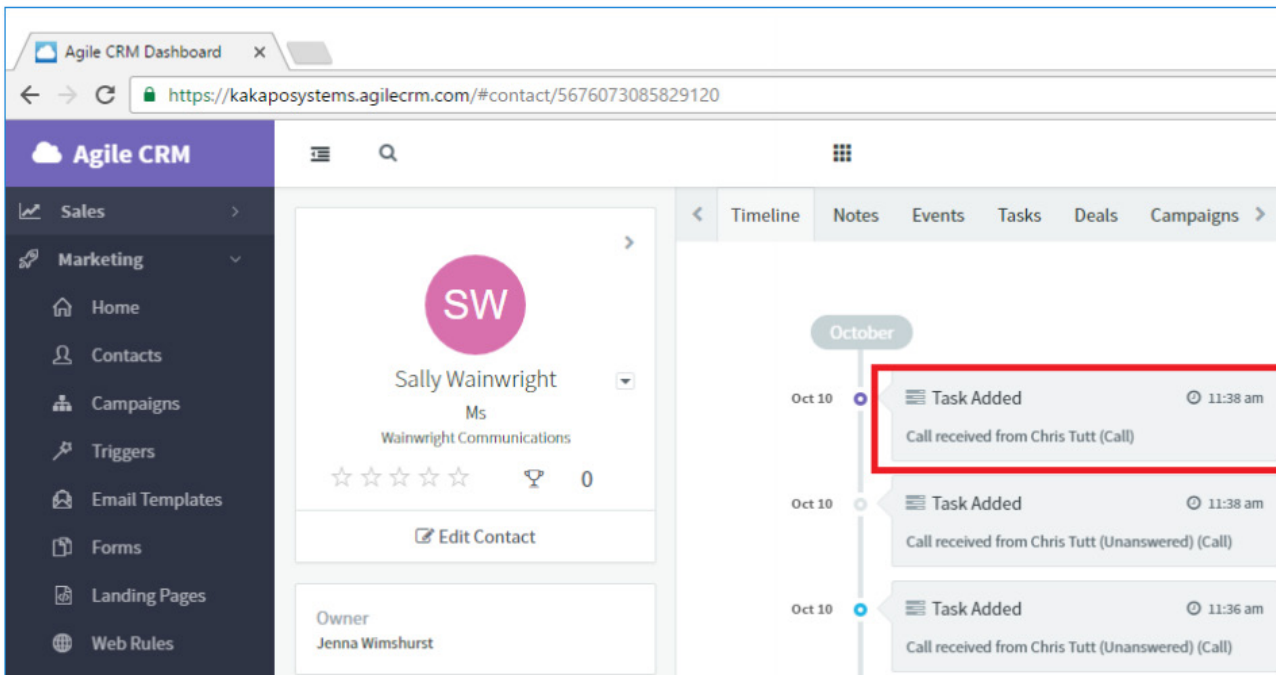 Agile CRM Dashboard
https://kakaposystems.agilecrm.com/#contact/5676073085829120
Agile CRM
Sales
Marketing
Home
Contacts
Campaigns
Triggers
Email Templates
Forms
Landing Pages
Web Rules
SW
Sally Wainwright
Ms
Wainwright Communications
0
Edit Contact
Owner
Jenna Wimshurst
Timeline Notes Events Tasks Deals Campaigns
October
Oct 10 Task Added 11:38 am
Call received from Chris Tutt (Call)
Oct 10 Task Added 11:38 am
Call received from Chris Tutt (Unanswered) (Call)
Oct 10 Task Added 11:36 am
Call received from Chris Tutt (Unanswered) (Call)